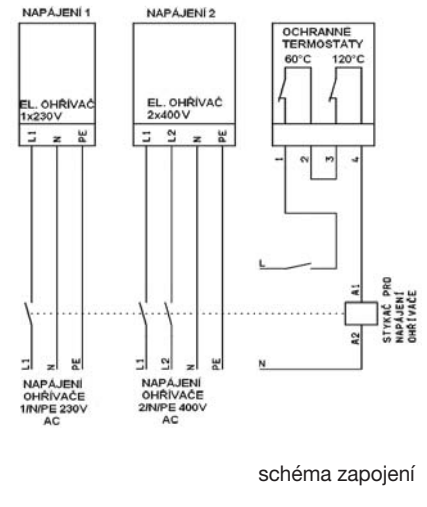 NAPÁJENÍ 1
EL. OHŘÍVAČ
1x230V
L1 N PE
L1 N PE
NAPÁJENÍ
OHŘÍVAČE
1/N/PE 230V
AC
NAPÁJENÍ 2
EL. OHŘÍVAČ
2x400V
L1 L2 N PE
L1 L2 N PE
NAPÁJENÍ
OHŘÍVAČE
2/N/PE 400V
AC
OCHRANNÉ
TERMOSTATY
60°C 120°C
1 2 3 4
L
A1
A2
N
STYKAČ PRO
NAPÁJENÍ
OHŘÍVAČE
schéma zapojení